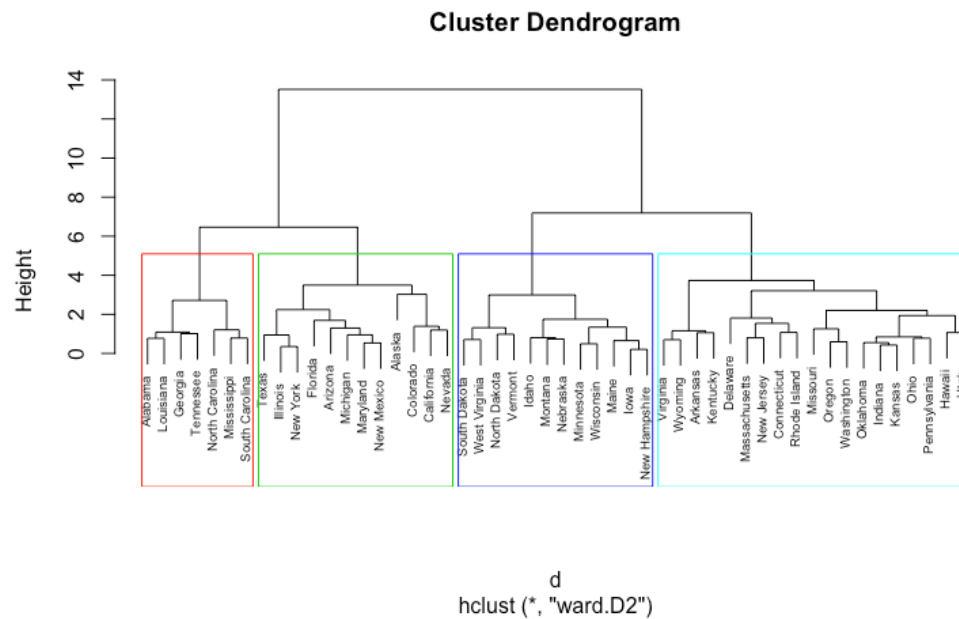 Cluster Dendrogram
Height
14
10
8
6
4
2
0
Alabama
Louisiana
Georgia
Tennessee
North Carolina
Mississippi
South Carolina
Texas
Illinois
New York
Florida
Arizona
Michigan
Maryland
New Mexico
Alaska
Colorado
California
Nevada
South Dakota
West Virginia
North Dakota
Vermont
Idaho
Montana
Nebraska
Minnesota
Wisconsin
Maine
Iowa
New Hampshire
Virginia
Wyoming
Arkansas
Kentucky
Delaware
Massachusetts
New Jersey
Connecticut
Rhode Island
Missouri
Oregon
Washington
Oklahoma
Indiana
Kansas
Ohio
Pennsylvania
Hawaii
d
hclust (*, "ward.D2")